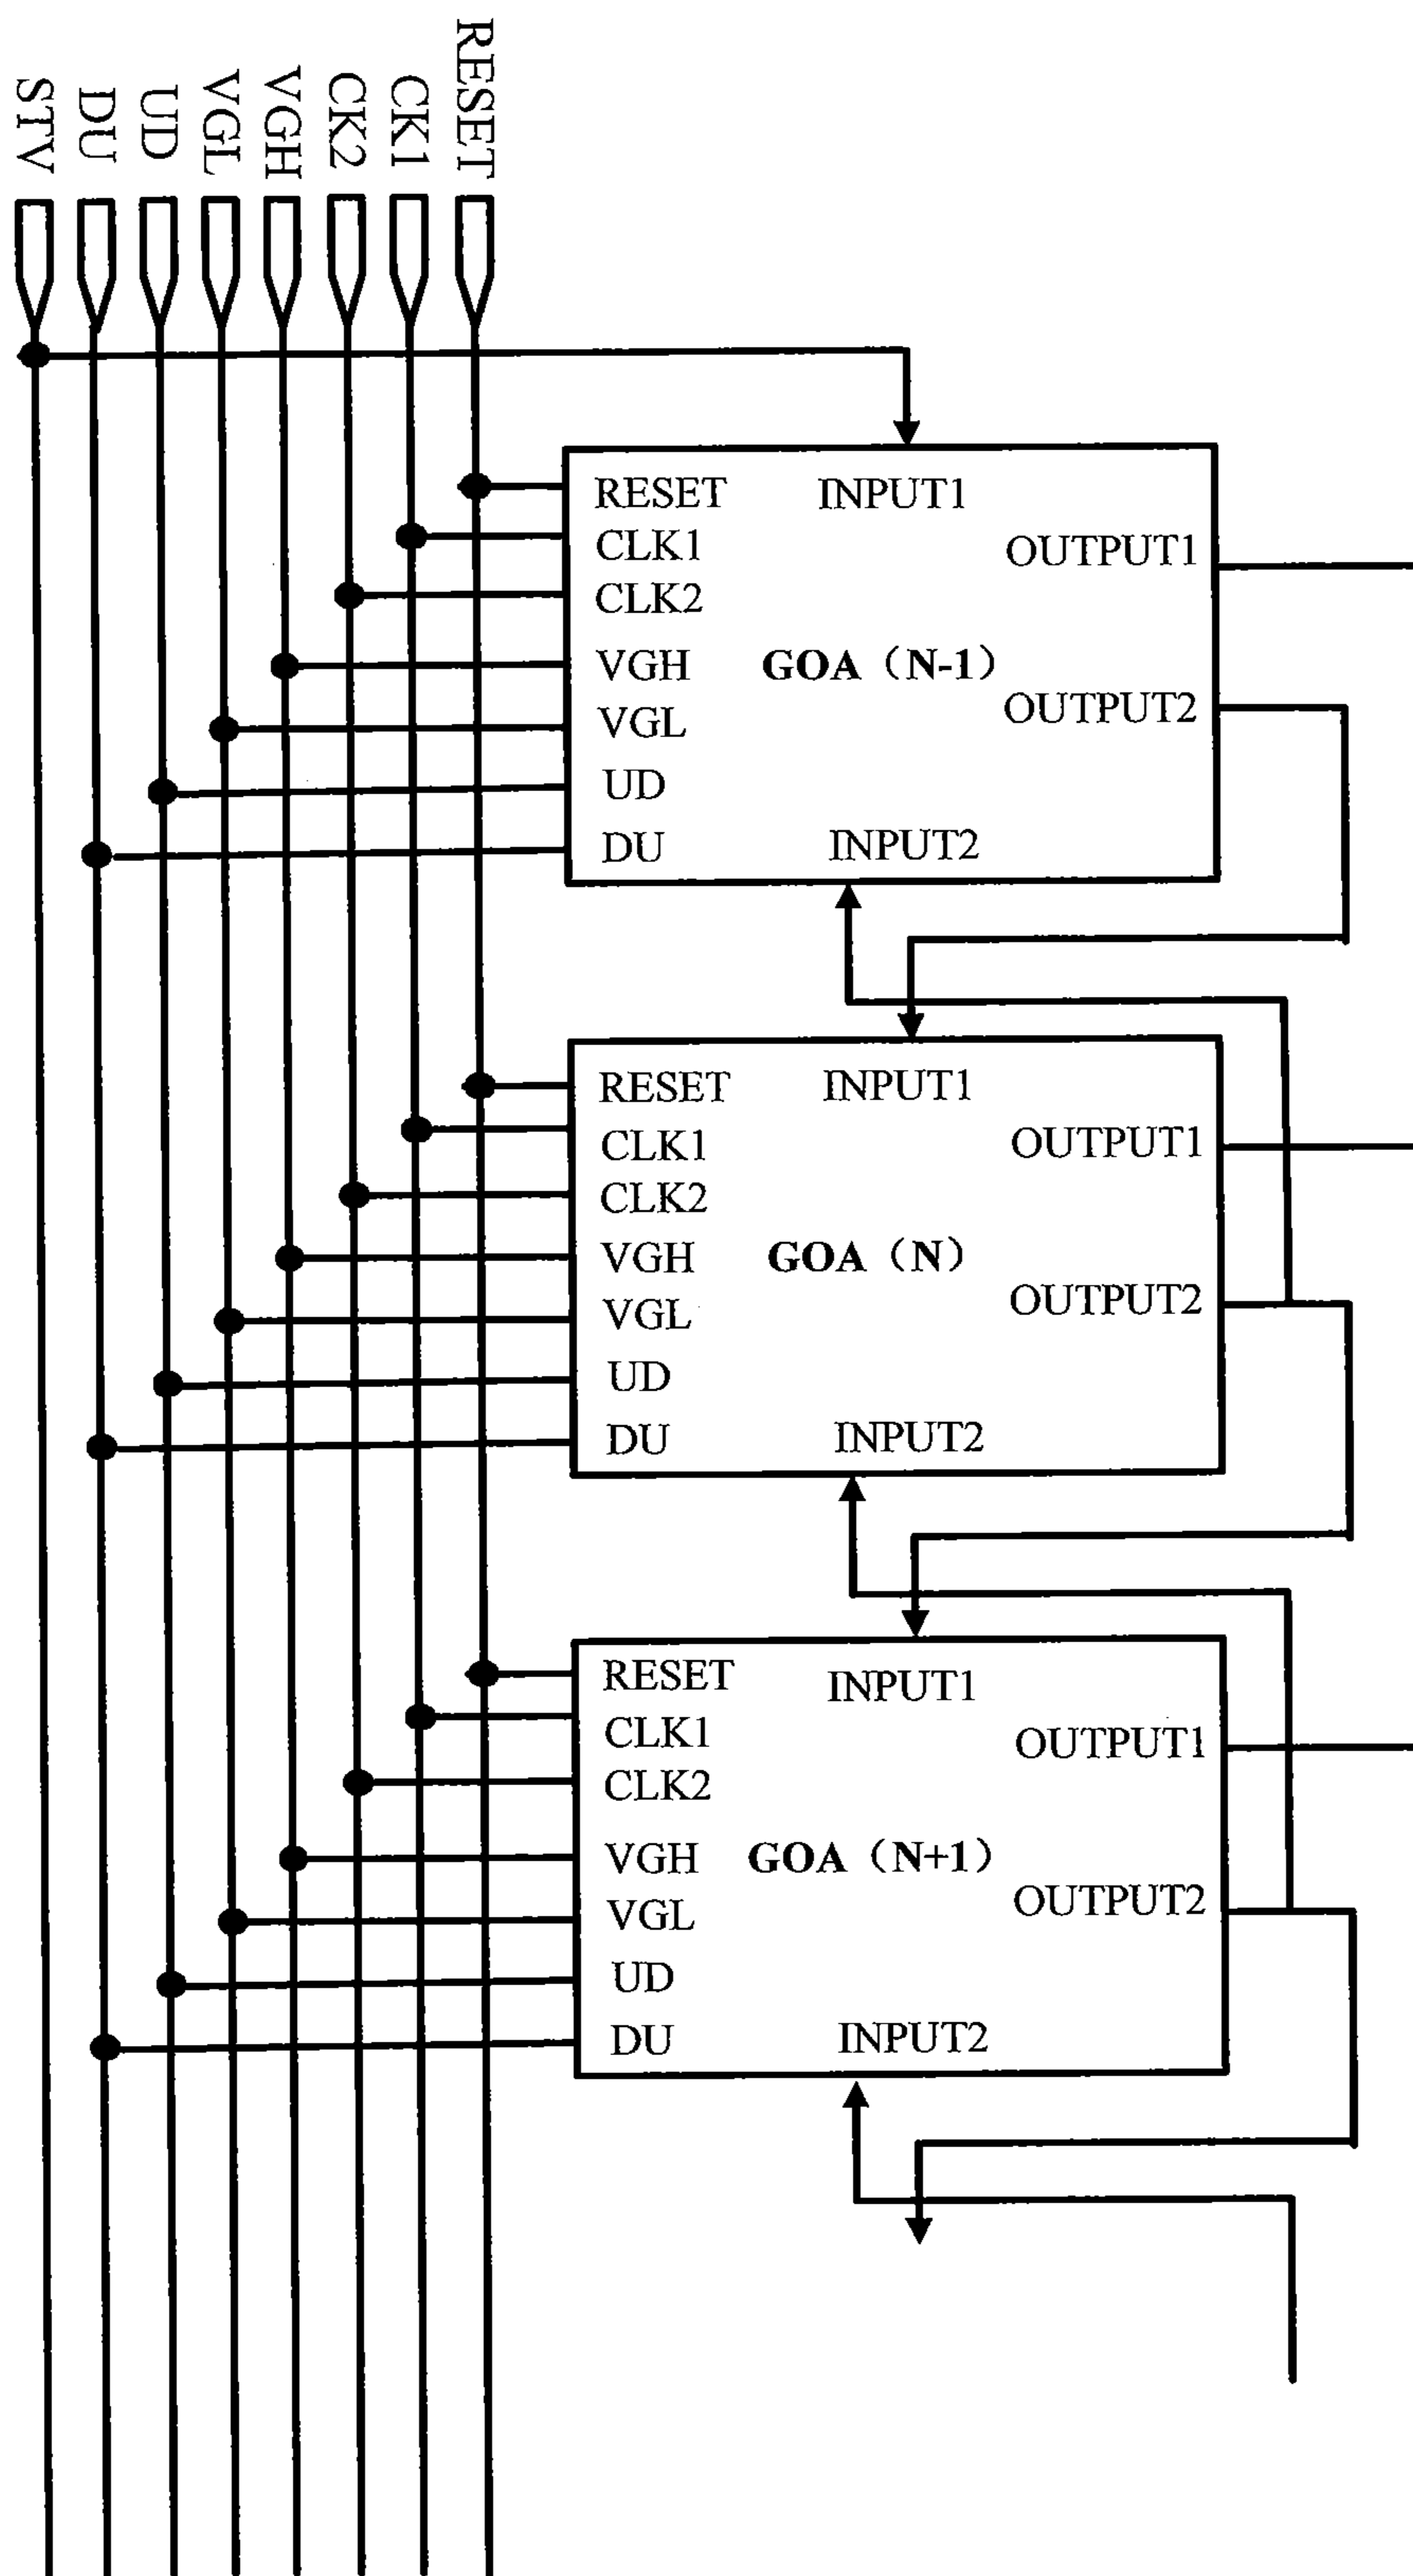 STV
DU
UD
VGL
VGH
CK2
CK1
RESET
RESET
INPUT1
CLK1
OUTPUT1
CLK2
VGH
GOA（N-1）
OUTPUT2
VGL
UD
DU
INPUT2
RESET
INPUT1
CLK1
OUTPUT1
CLK2
VGH
GOA（N）
OUTPUT2
VGL
UD
DU
INPUT2
RESET
INPUT1
CLK1
OUTPUT1
CLK2
VGH
GOA（N+1）
OUTPUT2
VGL
UD
DU
INPUT2